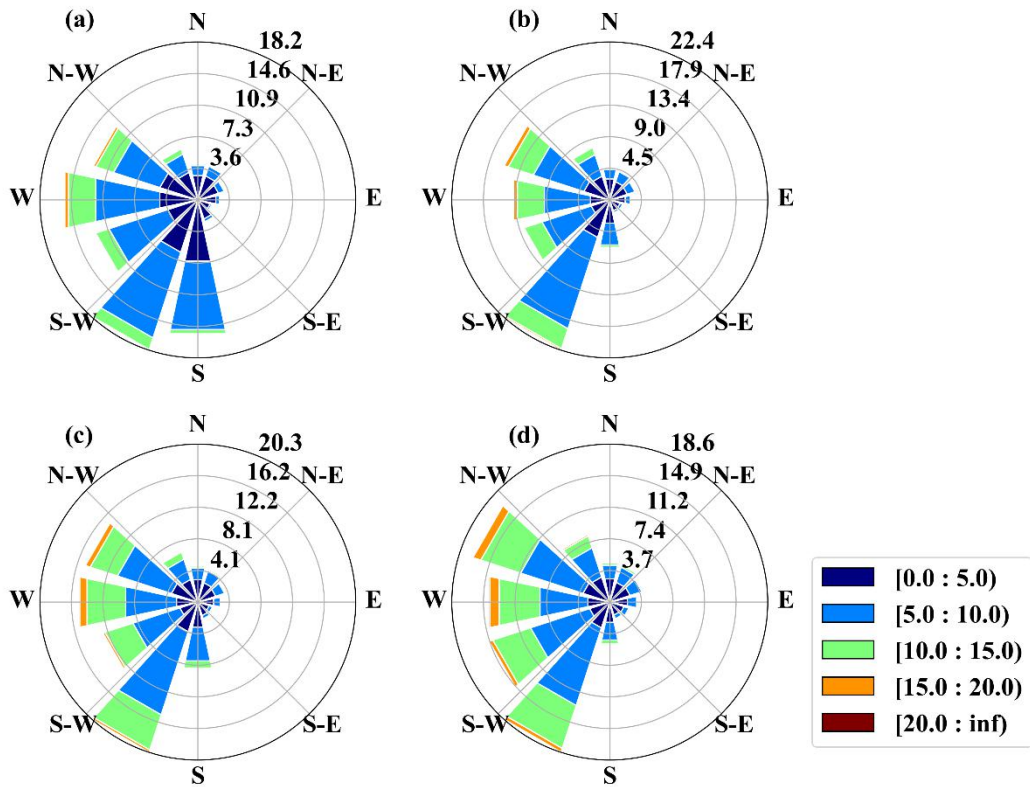 (a)
N
18.2
N-W
14.6
N-E
10.9
7.3
3.6
W
E
S-W
S-E
S
(b)
N
22.4
N-W
17.9
N-E
13.4
9.0
4.5
W
E
S-W
S-E
S
(c)
N
20.3
N-W
16.2
N-E
12.2
8.1
4.1
W
E
S-W
S-E
S
(d)
N
18.6
N-W
14.9
N-E
11.2
7.4
3.7
W
E
S-W
S-E
S
[0.0 : 5.0)
[5.0 : 10.0)
[10.0 : 15.0)
[15.0 : 20.0)
[20.0 : inf)